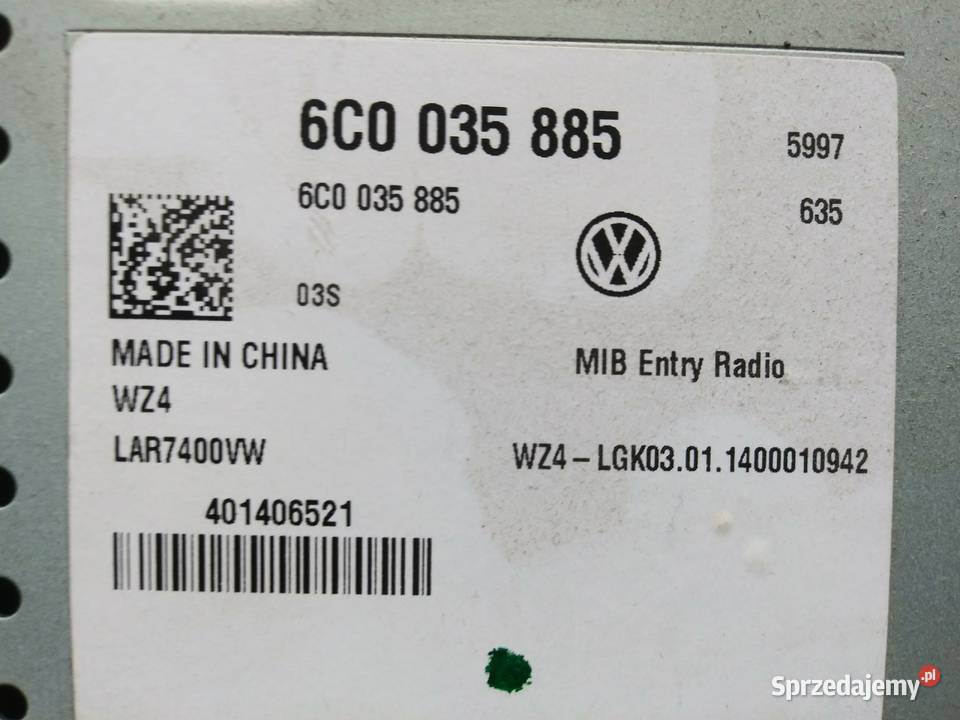 6C0 035 885
5997
6C0 035 885
635
03S
MADE IN CHINA
MIB Entry Radio
WZ4
LAR7400VW
WZ4-LGK03.01.1400010942
401406521
Sprzedajemy.pl